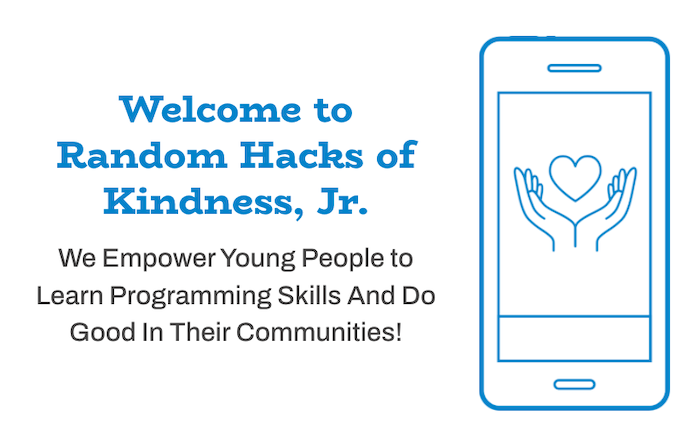 Welcome to
Random Hacks of
Kindness, Jr.
We Empower Young People to
Learn Programming Skills And Do
Good In Their Communities!